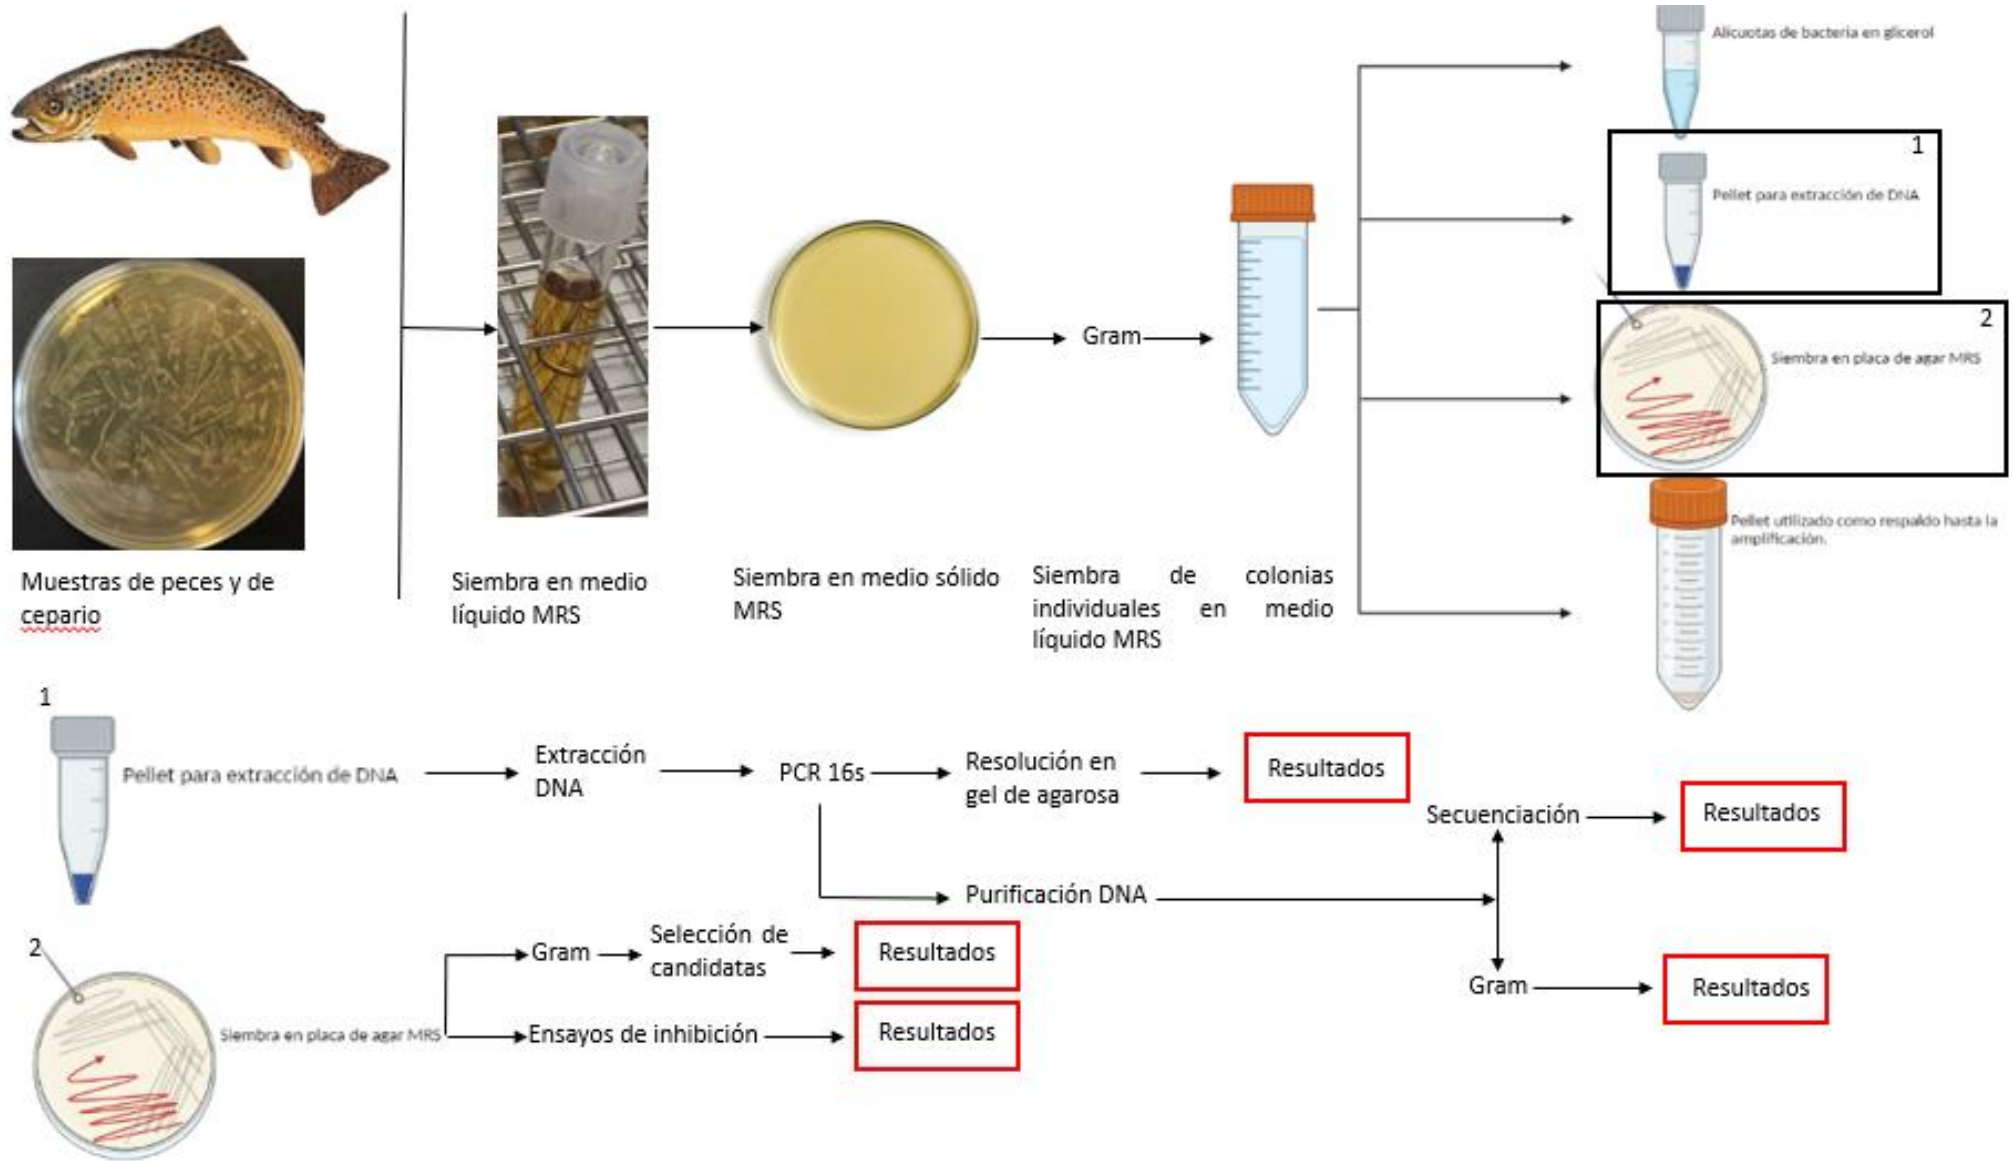 Alicuotas de bacteria en glicerol
1
Pellet para extracción de DNA
2
Siembra en placa de agar MRS
Gram
Pellet utilizado como respaldo hasta la
amplificación.
Muestras de peces y de
cepario
Siembra en medio
líquido MRS
Siembra en medio sólido
MRS
Siembra de colonias
individuales en medio
líquido MRS
1
Pellet para extracción de DNA
Extracción
DNA
PCR 16s
Resolución en
gel de agarosa
Resultados
Secuenciación
Resultados
Purificación DNA
Gram
Resultados
2
Siembra en placa de agar MRS
Gram
Selección de
candidatas
Resultados
Ensayos de inhibición
Resultados